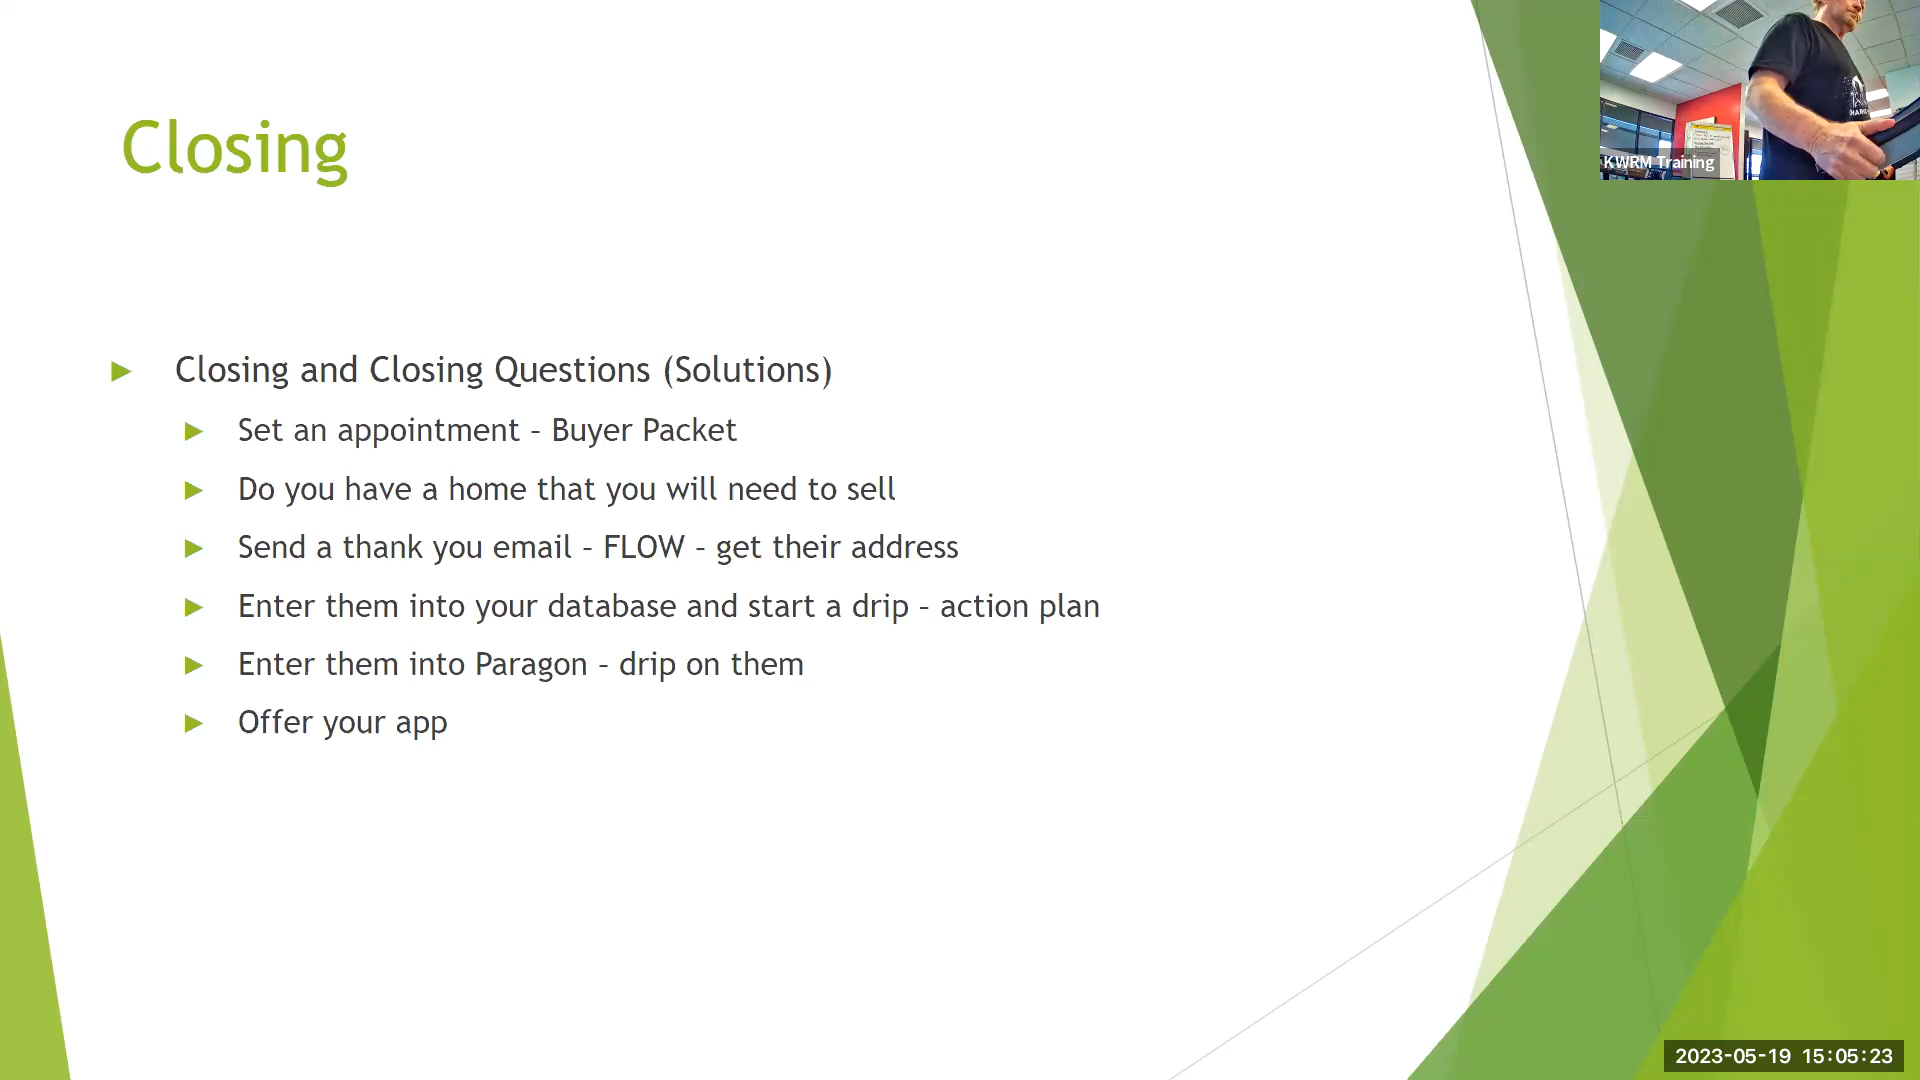 Closing
Closing and Closing Questions (Solutions)
Set an appointment – Buyer Packet
Do you have a home that you will need to sell
Send a thank you email – FLOW – get their address
Enter them into your database and start a drip – action plan
Enter them into Paragon – drip on them
Offer your app
KWRM Training
2023-05-19 15:05:23